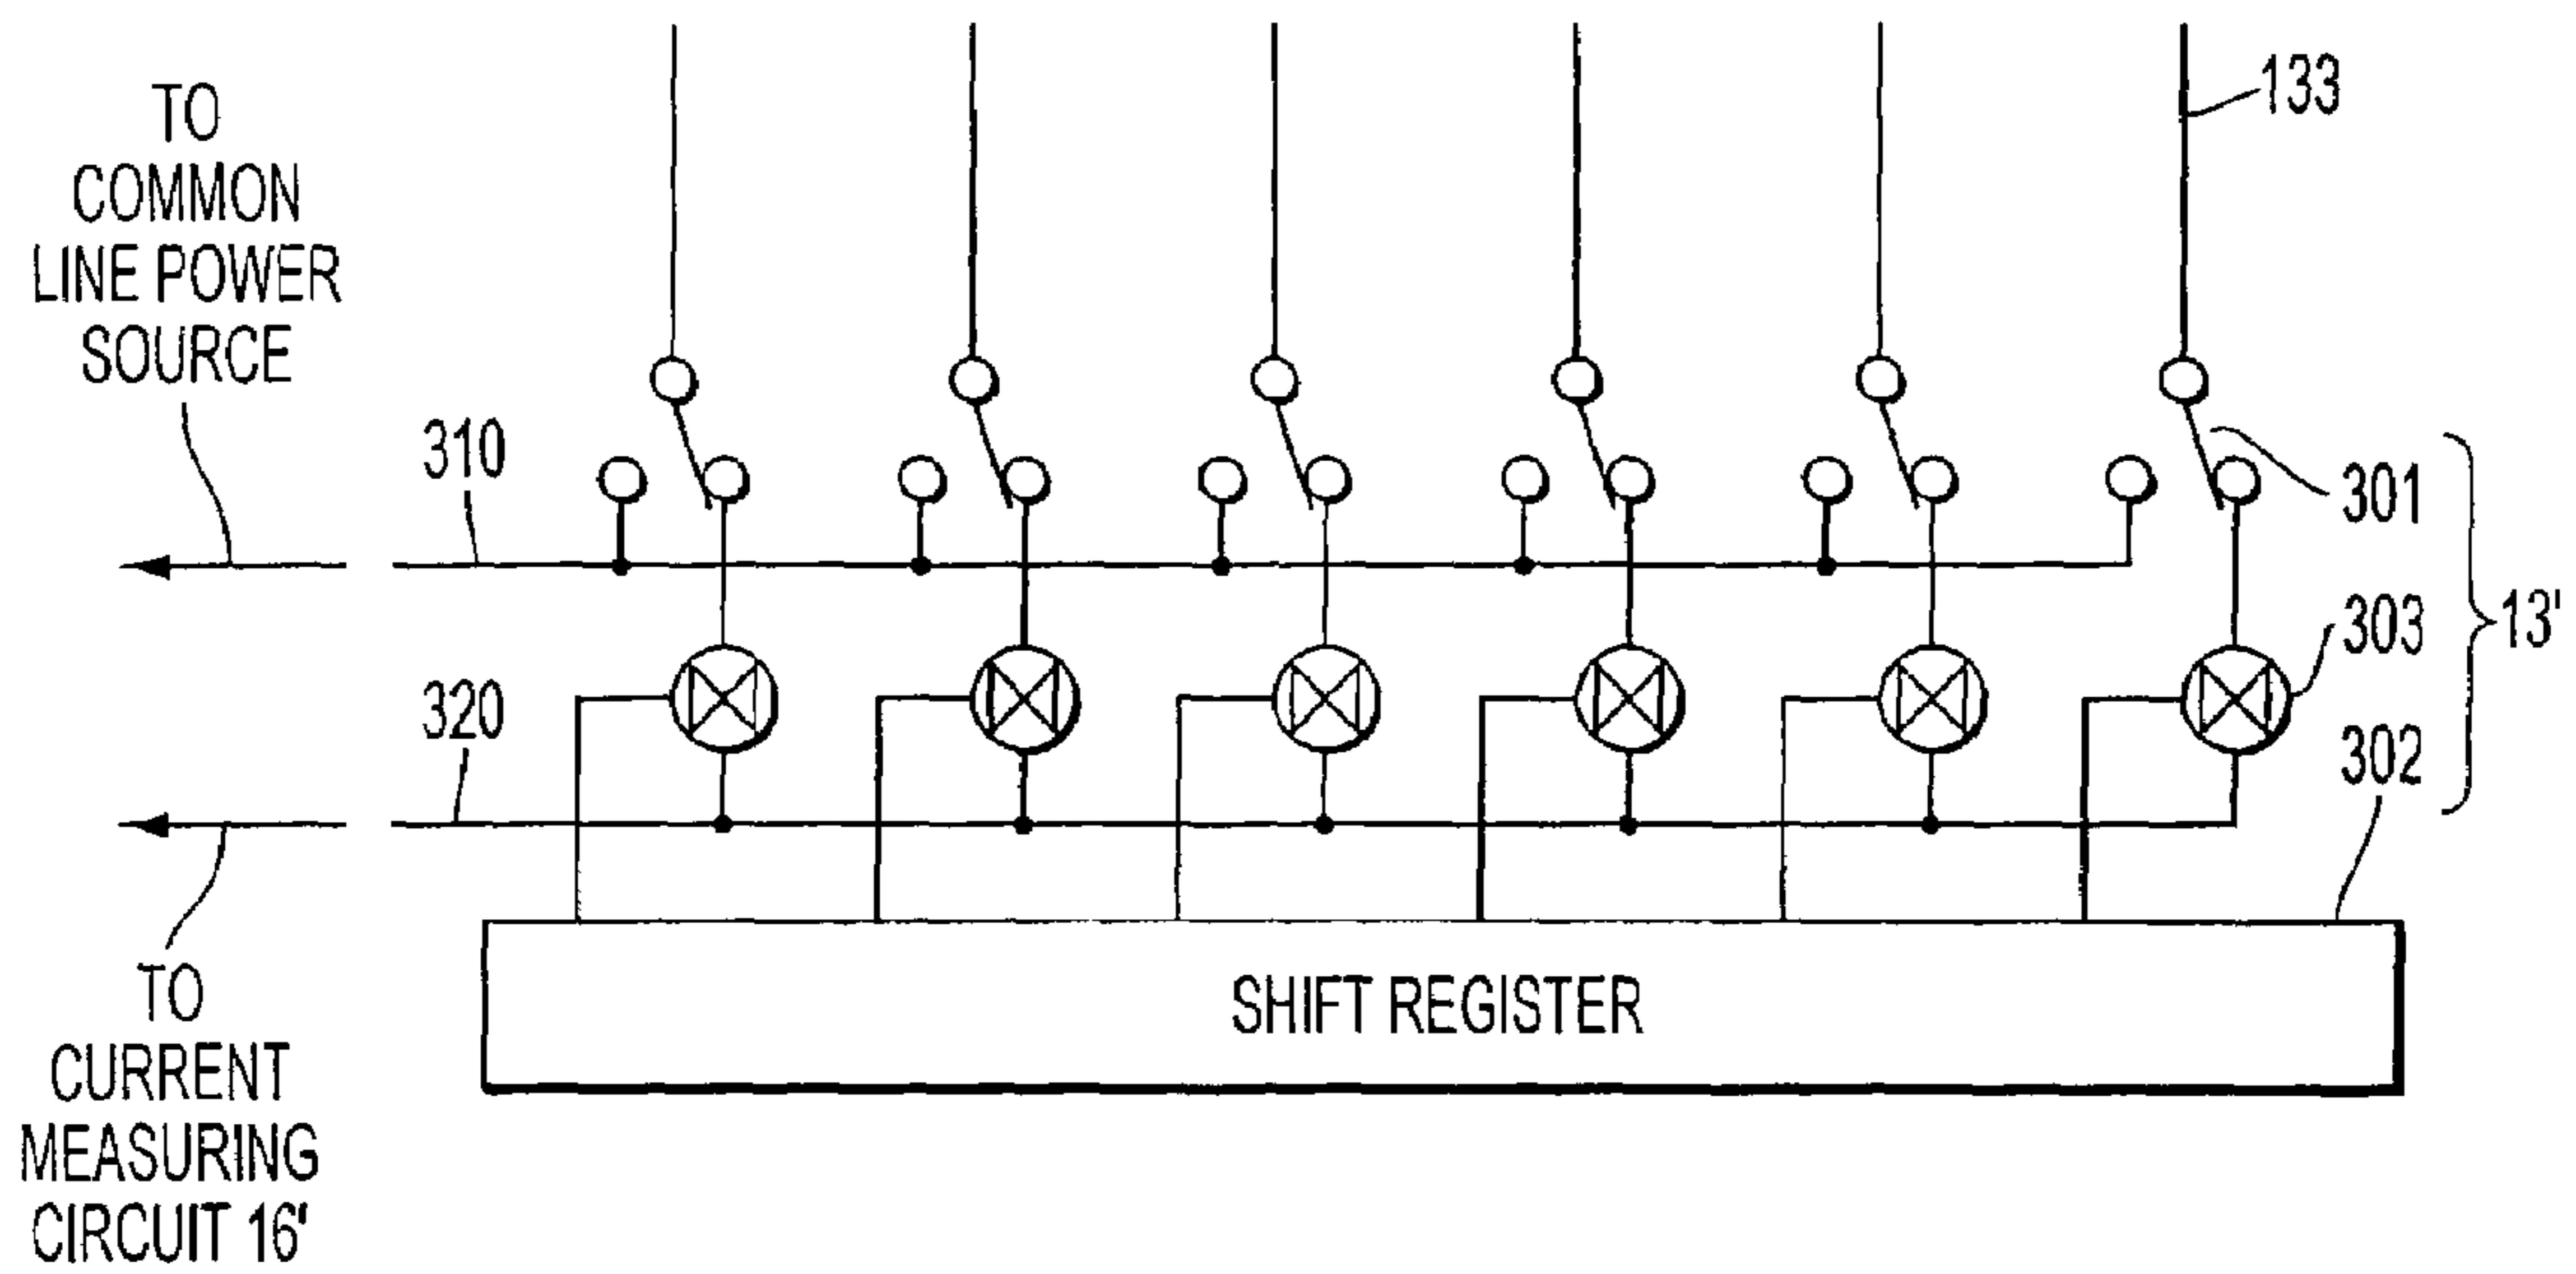 TO
COMMON
LINE POWER
SOURCE
133
310
301
303
13'
320
302
SHIFT REGISTER
TO
CURRENT
MEASURING
CIRCUIT 16'